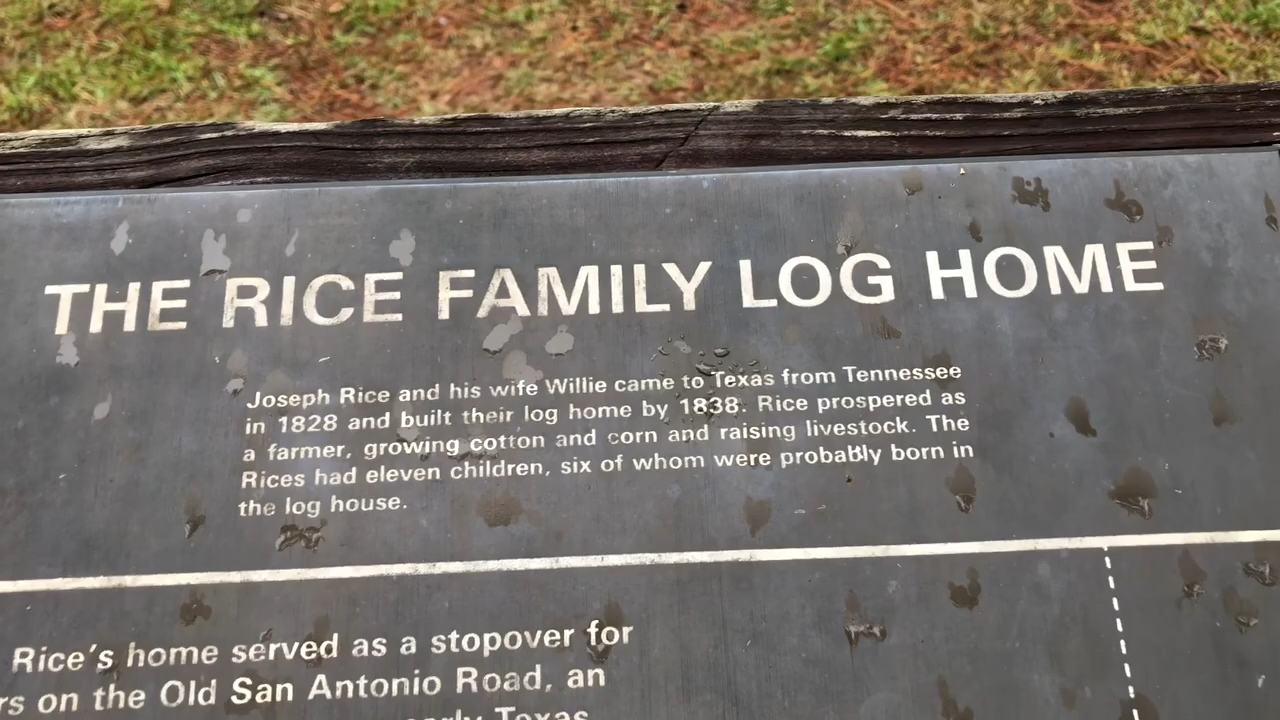 THE RICE FAMILY LOG HOME
Joseph Rice and his wife Willie came to Texas from Tennessee
in 1828 and built their log home by 1838. Rice prospered as
a farmer, growing cotton and corn and raising livestock. The
Rices had eleven children, six of whom were probably born in
the log house.
Rice's home served as a stopover for
on the Old San Antonio Road, an
early Texas